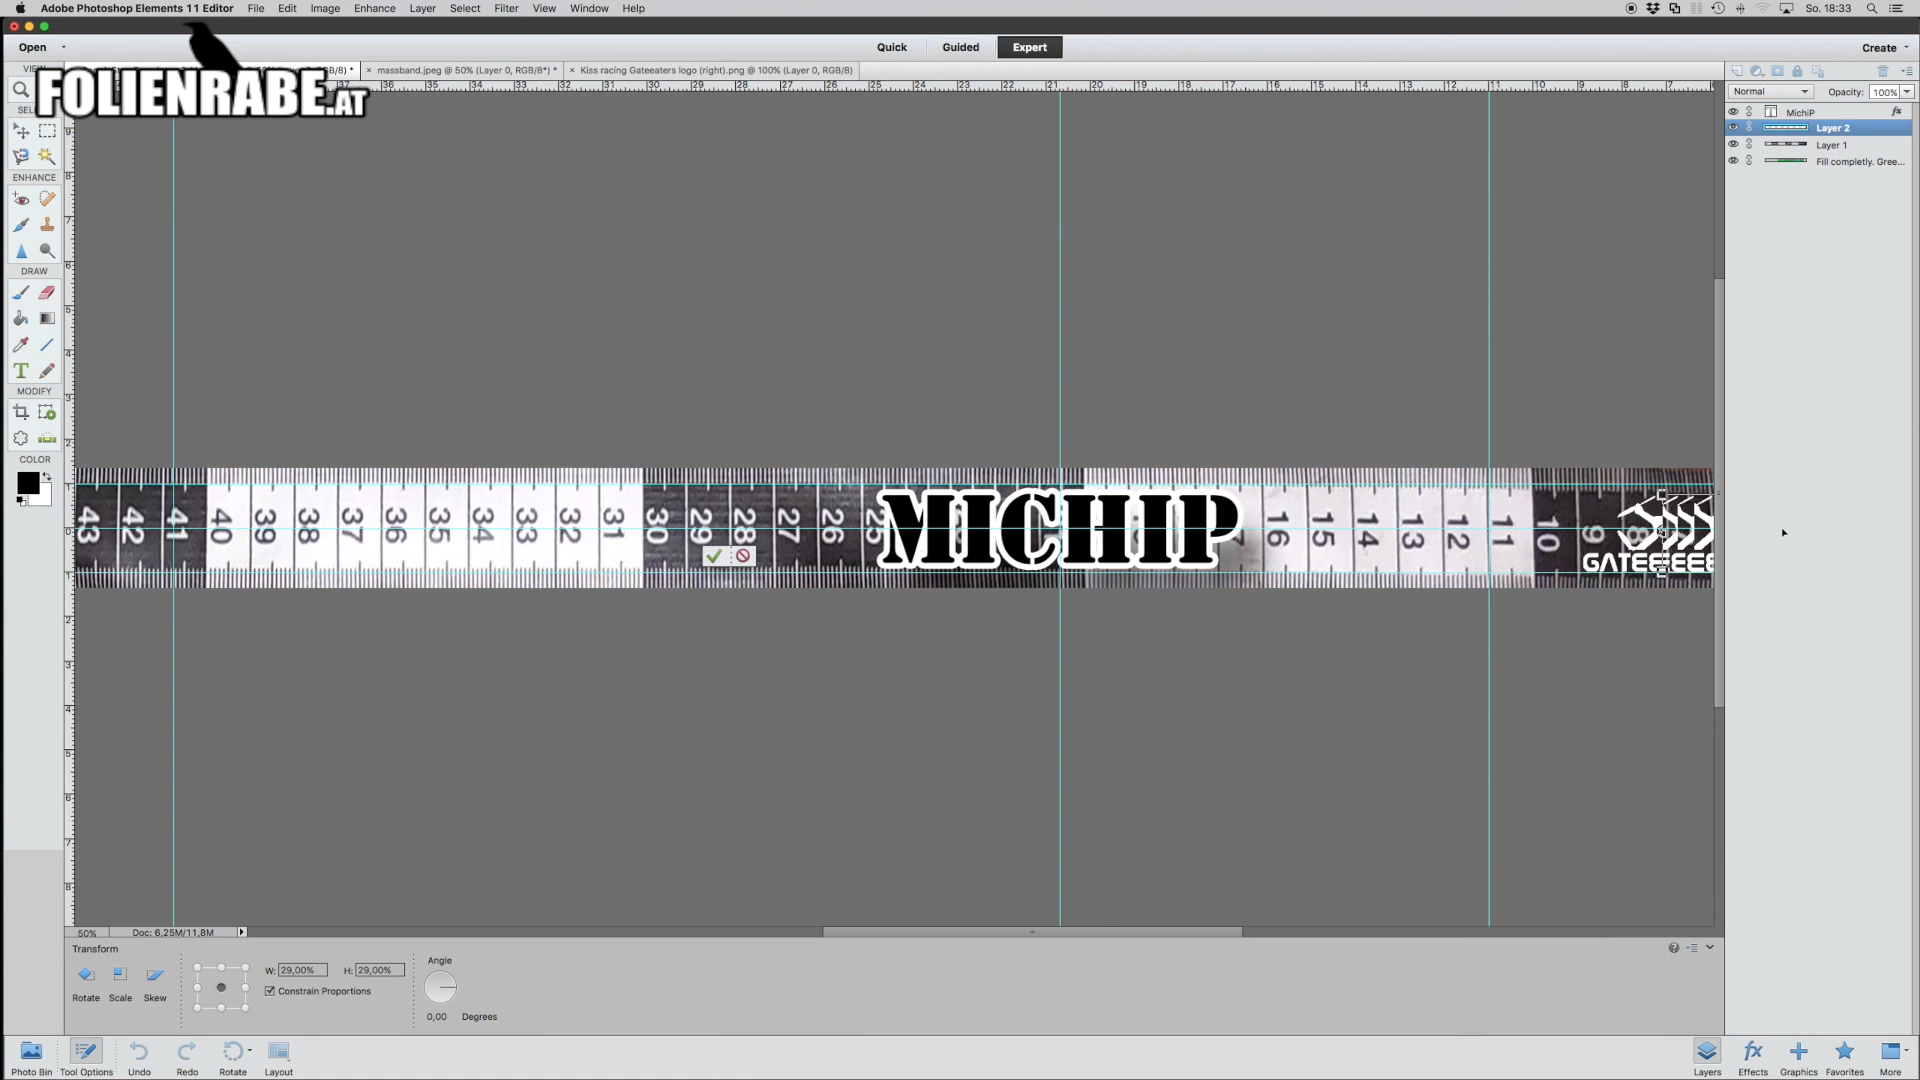 Adobe Photoshop Elements 11 Editor File Edit Image Enhance Layer Select Filter View Window Help So. 18:33
Open Quick Guided Expert Create
FOLIENRABE.AT
RGB/8) * × massband.jpeg @ 50% (Layer 0, RGB/8*) * × Kiss racing Gateeaters logo (right).png @ 100% (Layer 0, RGB/8)
Normal Opacity: 100%
MichiP fx
Layer 2
Layer 1
Fill completly. Gree...
ENHANCE
DRAW
MODIFY
COLOR
43 42 41 40 39 38 37 36 35 34 33 32 31 30 29 28 27 26 MICHIP 16 15 14 13 12 11 10 9
50% Doc: 6,25M/11,8M
Transform
Rotate Scale Skew
W: 29,00% H: 29,00%
Constrain Proportions
Angle
0,00 Degrees
Photo Bin Tool Options Undo Redo Rotate Layout Layers Effects Graphics Favorites More